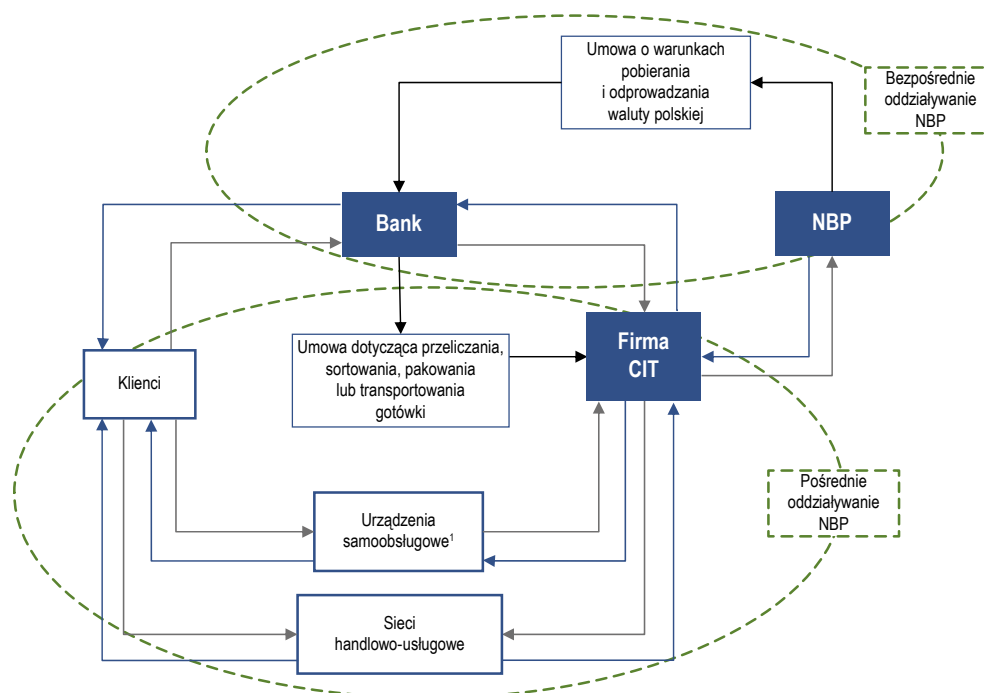 Umowa o warunkach
pobierania
i odprowadzania
waluty polskiej
Bezpośrednie
oddziaływanie
NBP
Bank
NBP
Umowa dotycząca przeliczania,
sortowania, pakowania
lub transportowania
gotówki
Firma
CIT
Klienci
Pośrednie
oddziaływanie
NBP
Urządzenia
samoobsługowe¹
Sieci
handlowo-usługowe